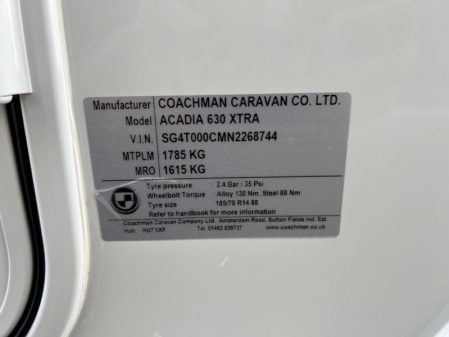 Manufacturer COACHMAN CARAVAN CO. LTD.
Model ACADIA 630 XTRA
V.I.N. SG4T000CMN2268744
MTPLM 1785 KG
MRO 1615 KG
Tyre pressure : 2.4 Bar / 35 Psi
Wheelbolt Torque : Alloy 130 Nm, Steel 88 Nm
Tyre size : 185/70 R14 88
Refer to handbook for more information
Coachman Caravan Company Ltd Amsterdam Road, Sutton Fields Ind. Est.
Hull, HU7 0XF Tel 01482 839737 www.coachman.co.uk